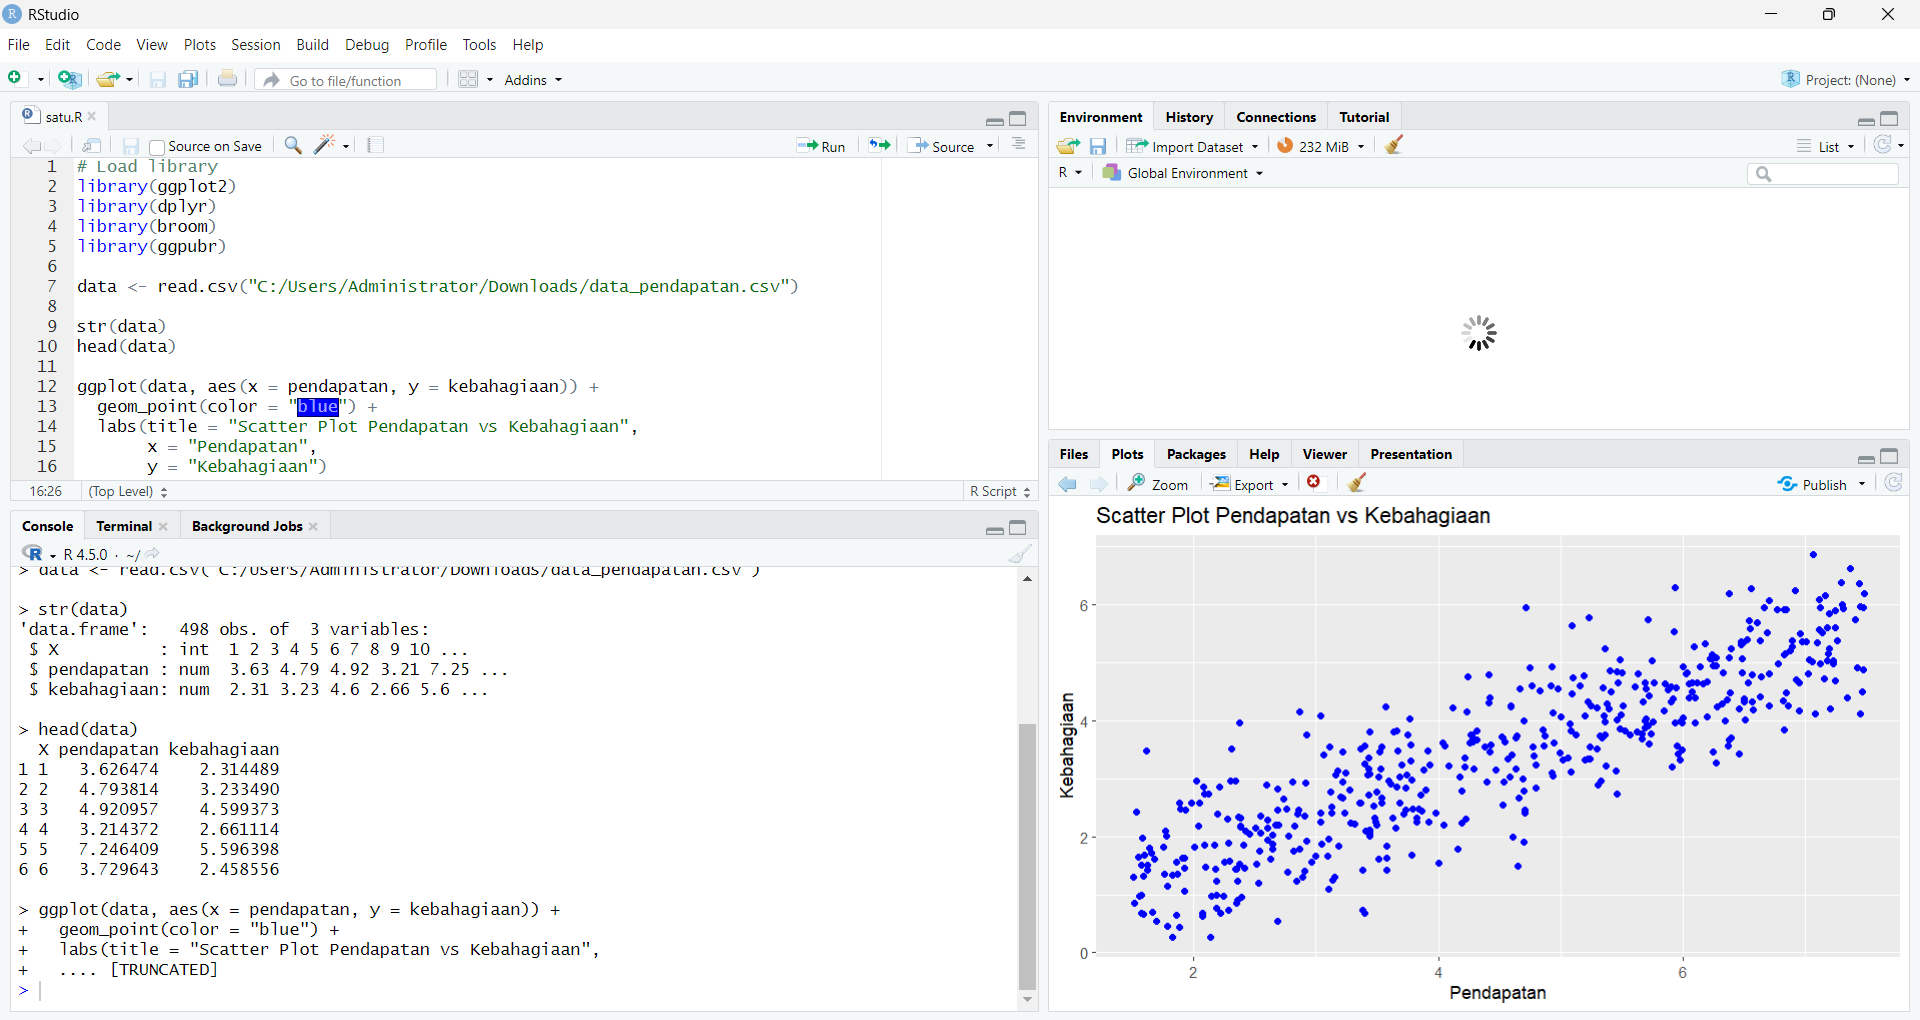 RStudio
File Edit Code View Plots Session Build Debug Profile Tools Help
Go to file/function Addins Project: (None)
satu.R
Source on Save Run Source
1 # Load library
2 library(ggplot2)
3 library(dplyr)
4 library(broom)
5 library(ggpubr)
6
7 data <- read.csv("C:/Users/Administrator/Downloads/data_pendapatan.csv")
8
9 str(data)
10 head(data)
11
12 ggplot(data, aes(x = pendapatan, y = kebahagiaan)) +
13 geom_point(color = "blue") +
14 labs(title = "Scatter Plot Pendapatan vs Kebahagiaan",
15 x = "Pendapatan",
16 y = "Kebahagiaan")
16:26 (Top Level) R Script
Console Terminal Background Jobs
R 4.5.0 · ~/
> data <- read.csv("C:/Users/Administrator/Downloads/data_pendapatan.csv")
> str(data)
'data.frame': 498 obs. of 3 variables:
$ X : int 1 2 3 4 5 6 7 8 9 10 ...
$ pendapatan : num 3.63 4.79 4.92 3.21 7.25 ...
$ kebahagiaan: num 2.31 3.23 4.6 2.66 5.6 ...
> head(data)
X pendapatan kebahagiaan
1 1 3.626474 2.314489
2 2 4.793814 3.233490
3 3 4.920957 4.599373
4 4 3.214372 2.661114
5 5 7.246409 5.596398
6 6 3.729643 2.458556
> ggplot(data, aes(x = pendapatan, y = kebahagiaan)) +
+ geom_point(color = "blue") +
+ labs(title = "Scatter Plot Pendapatan vs Kebahagiaan",
+ .... [TRUNCATED]
>
Environment History Connections Tutorial
Import Dataset 232 MiB List
R Global Environment
Files Plots Packages Help Viewer Presentation
Zoom Export Publish
Scatter Plot Pendapatan vs Kebahagiaan
Kebahagiaan
6
4
2
0
2 4 6
Pendapatan